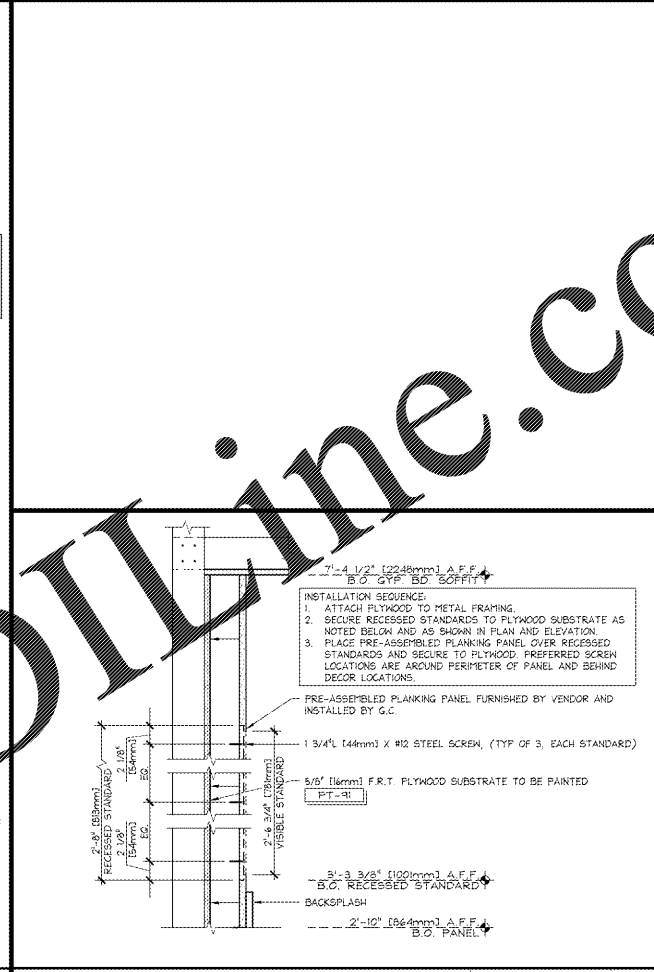 OILine.co
7'-4 1/2" [2248mm] A.F.F.
B.O. GYP. BD. SOFFIT
INSTALLATION SEQUENCE:
1. ATTACH PLYWOOD TO METAL FRAMING.
2. SECURE RECESSED STANDARDS TO PLYWOOD SUBSTRATE AS
NOTED BELOW AND AS SHOWN IN PLAN AND ELEVATION.
3. PLACE PRE-ASSEMBLED PLANKING PANEL OVER RECESSED
STANDARDS AND SECURE TO PLYWOOD. PREFERRED SCREW
LOCATIONS ARE AROUND PERIMETER OF PANEL AND BEHIND
DECOR LOCATIONS.
PRE-ASSEMBLED PLANKING PANEL FURNISHED BY VENDOR AND
INSTALLED BY G.C.
1 3/4"L [44mm] X #12 STEEL SCREW, (TYP OF 3, EACH STANDARD)
5/8" [16mm] F.R.T. PLYWOOD SUBSTRATE TO BE PAINTED
PT-91
2'-8" [813mm]
RECESSED STANDARD
2 1/8"
[54mm]
EQ.
EQ.
2 1/8"
[54mm]
2'-6 3/4" [781mm]
VISIBLE STANDARD
3'-3 3/8" [1001mm] A.F.F.
B.O. RECESSED STANDARD
BACKSPLASH
2'-10" [864mm] A.F.F.
B.O. PANEL